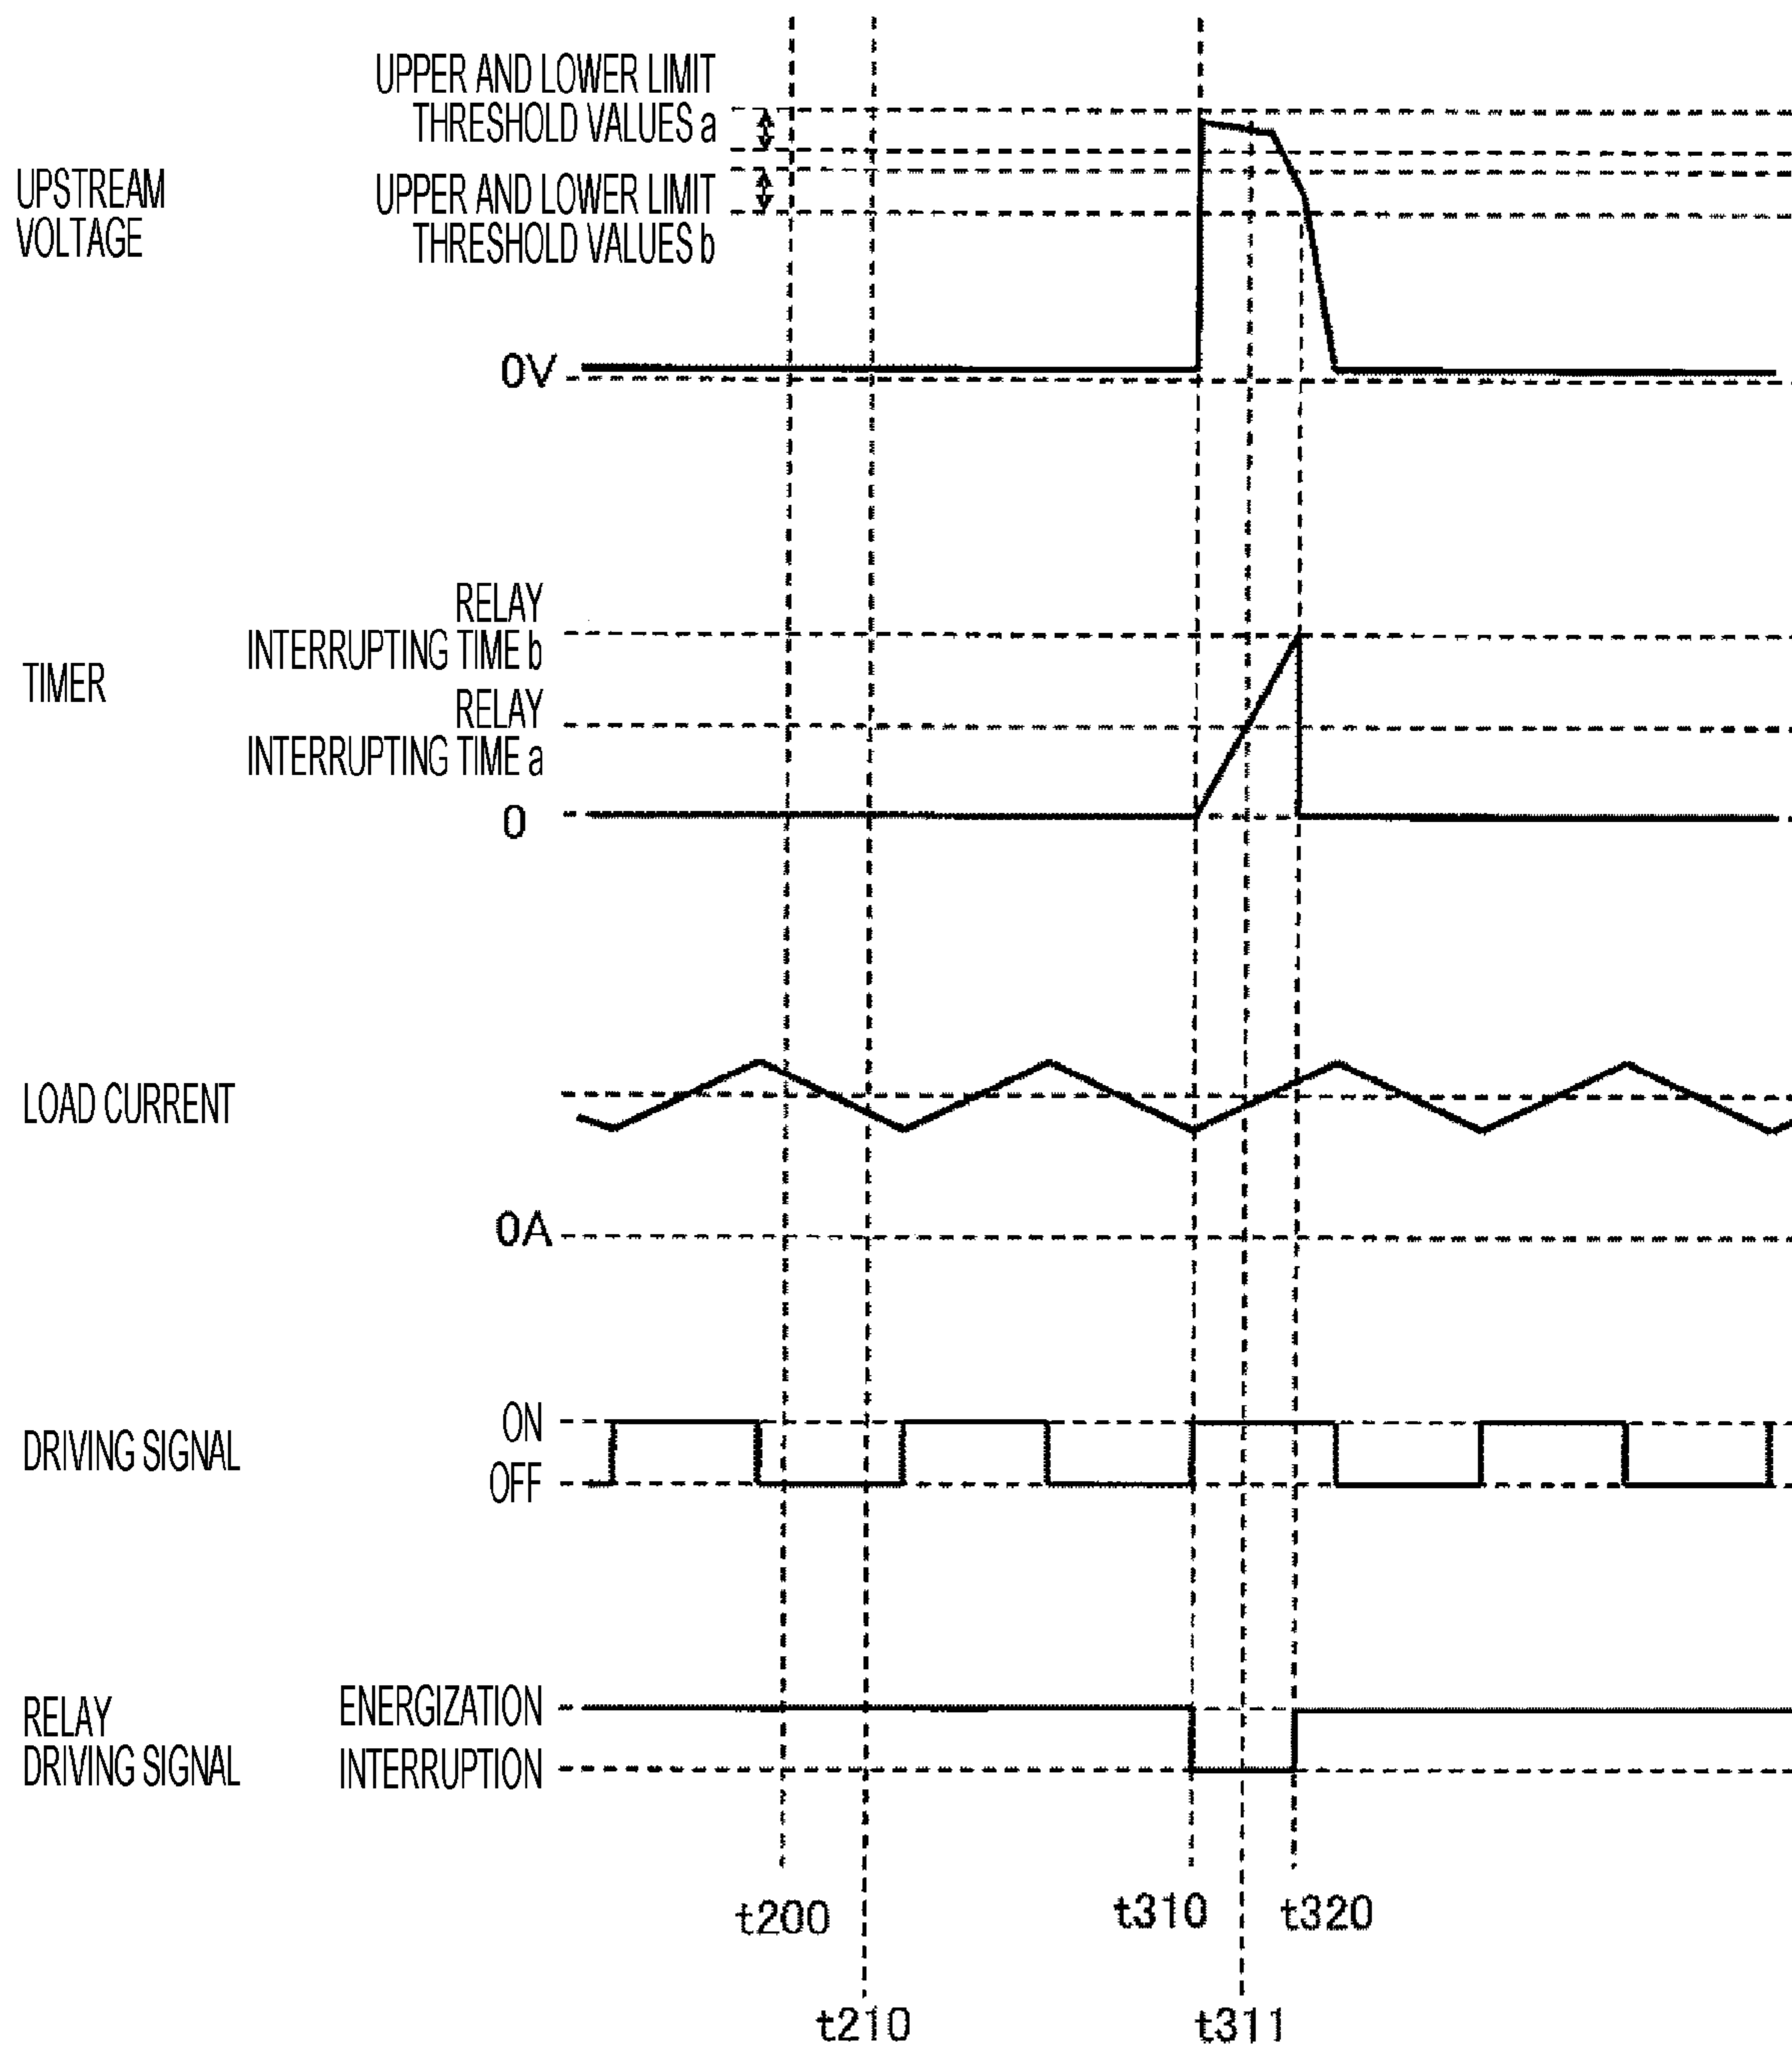 UPPER AND LOWER LIMIT
THRESHOLD VALUES a
UPSTREAM
VOLTAGE
UPPER AND LOWER LIMIT
THRESHOLD VALUES b
0V
RELAY
INTERRUPTING TIME b
TIMER
RELAY
INTERRUPTING TIME a
0
LOAD CURRENT
0A
DRIVING SIGNAL
ON
OFF
RELAY
DRIVING SIGNAL
ENERGIZATION
INTERRUPTION
t200
t310
t320
t210
t311